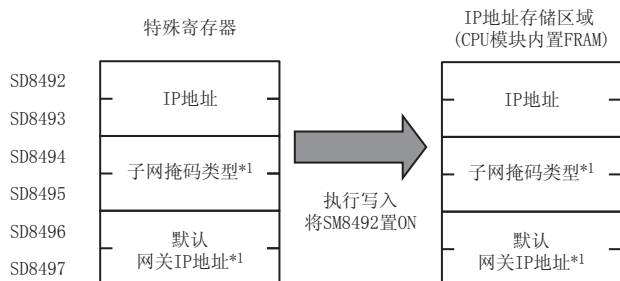 特殊寄存器
IP地址存储区域
(CPU模块内置FRAM)
SD8492
SD8493
SD8494
SD8495
SD8496
SD8497
IP地址
子网掩码类型*1
默认
网关IP地址*1
执行写入
将SM8492置ON
IP地址
子网掩码类型*1
默认
网关IP地址*1